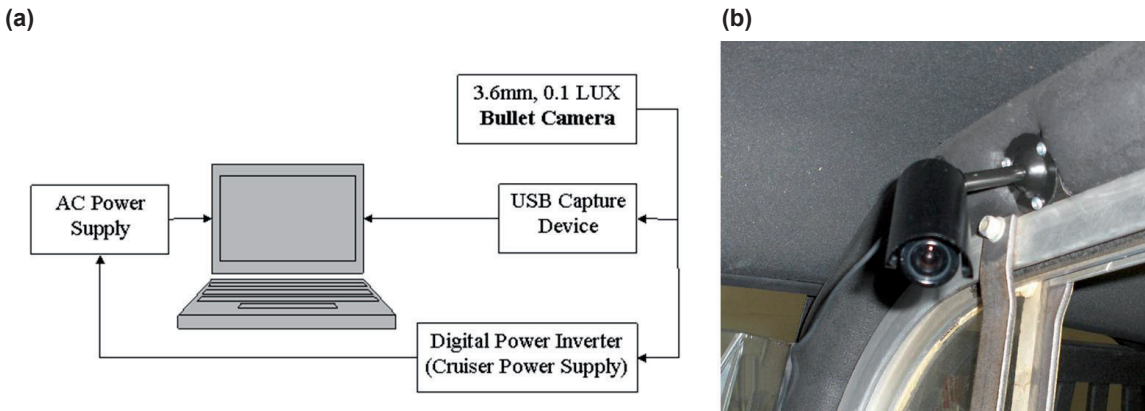 (a)
(b)
3.6mm, 0.1 LUX
Bullet Camera
AC Power
Supply
USB Capture
Device
Digital Power Inverter
(Cruiser Power Supply)